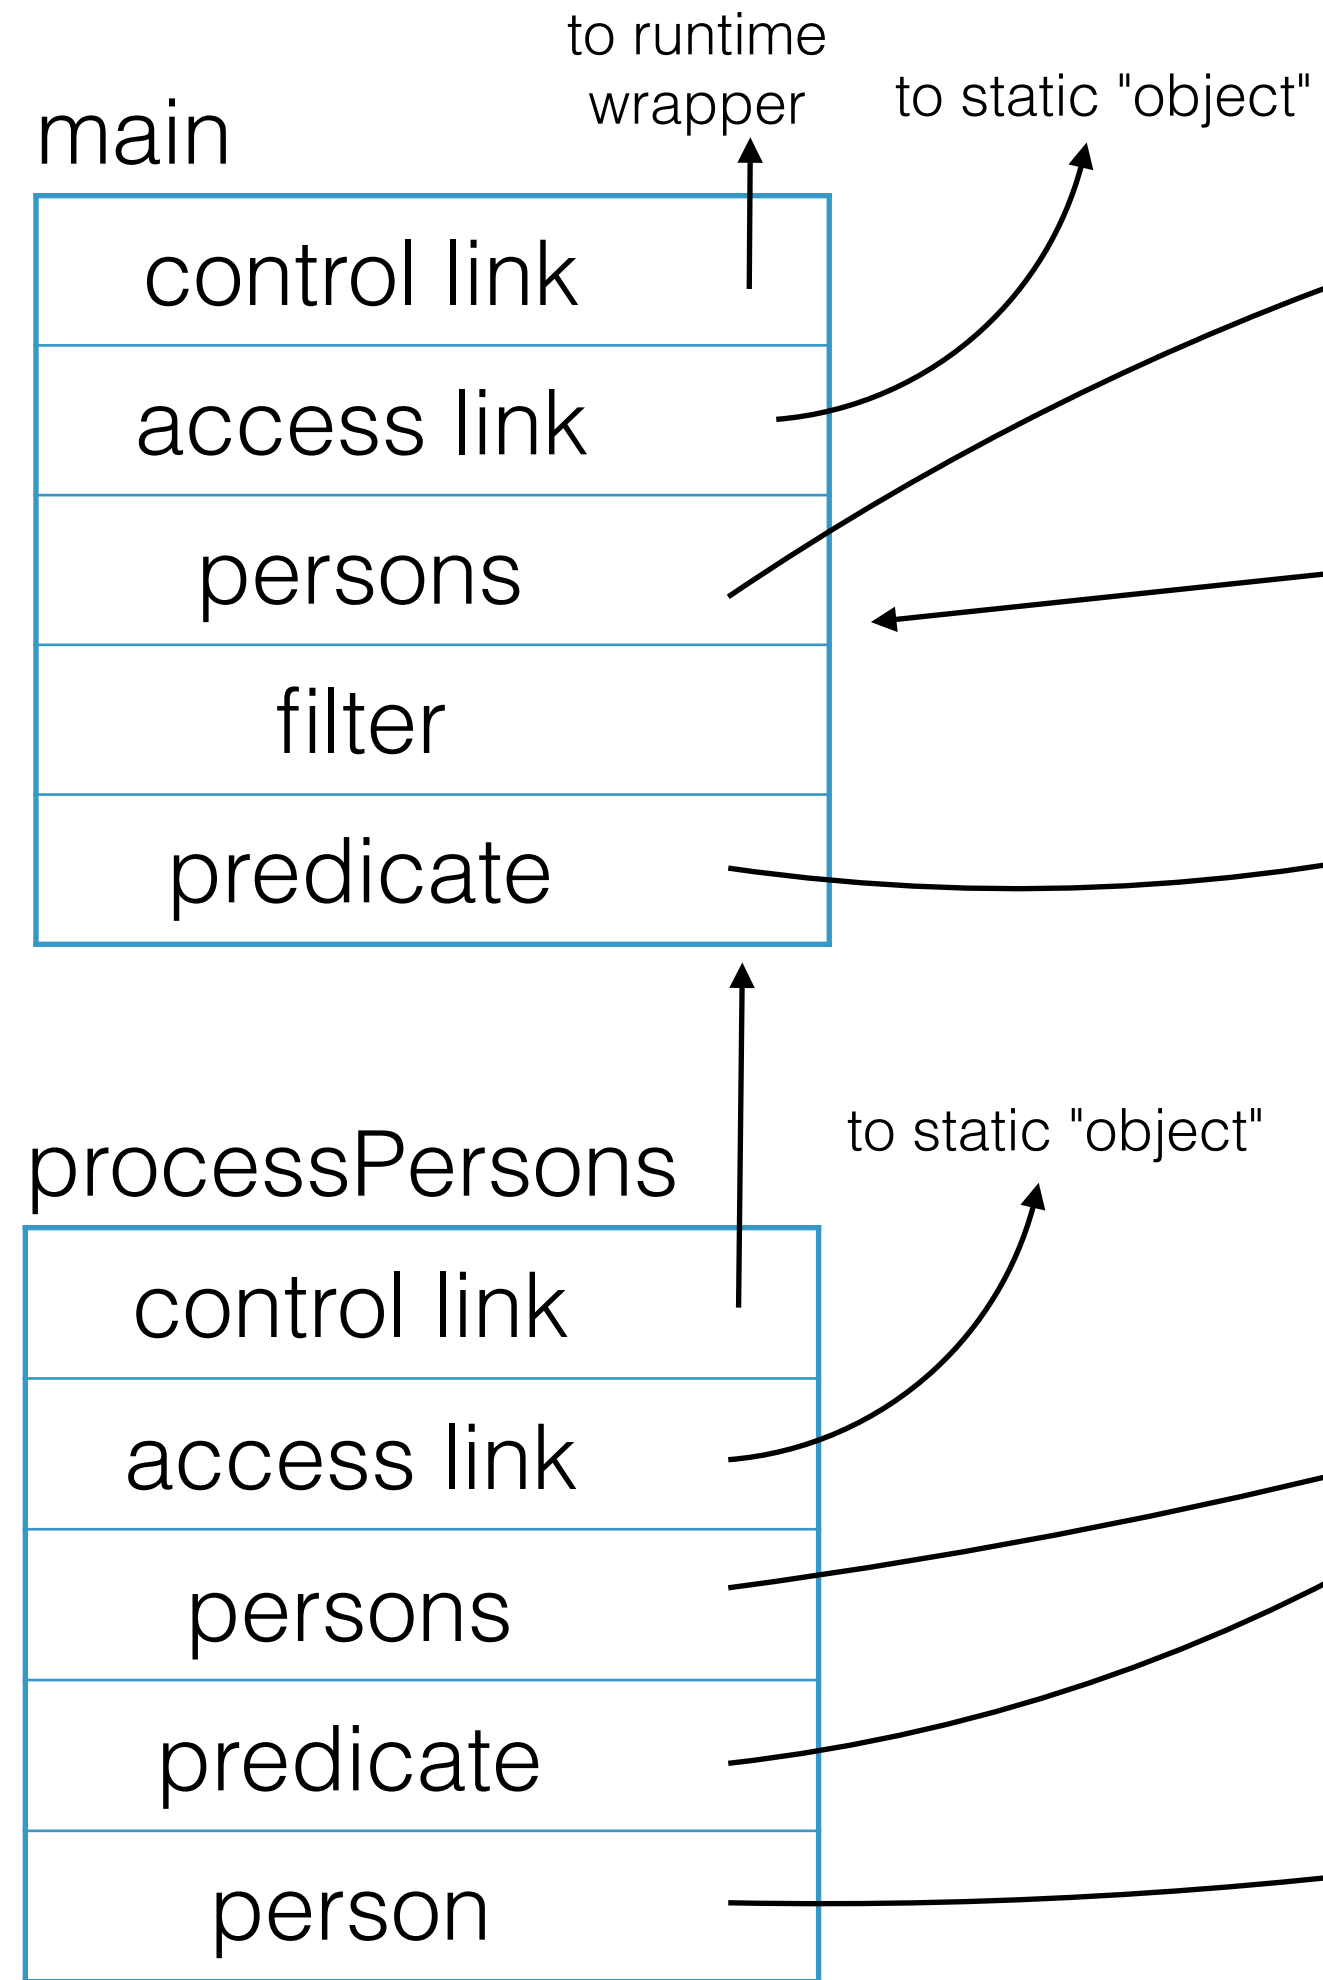 to runtime
wrapper
to static "object"
main
control link
access link
persons
filter
predicate
processPersons
to static "object"
control link
access link
persons
predicate
person